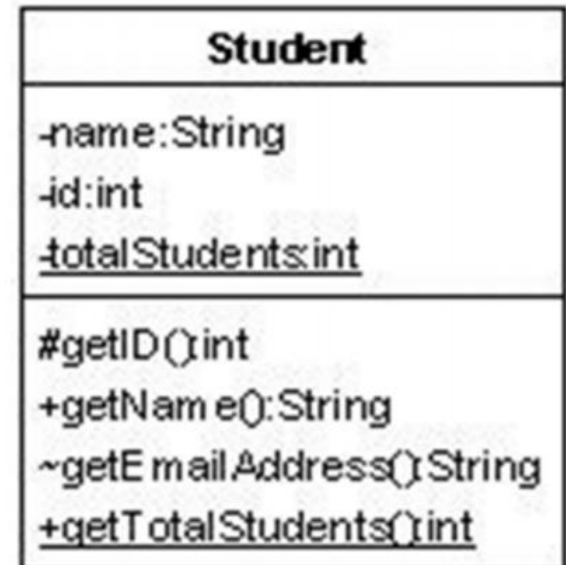 Student
-name:String
-id:int
-totalStudents:int
#getID():int
+getName():String
~getEmailAddress():String
+getTotalStudents():int